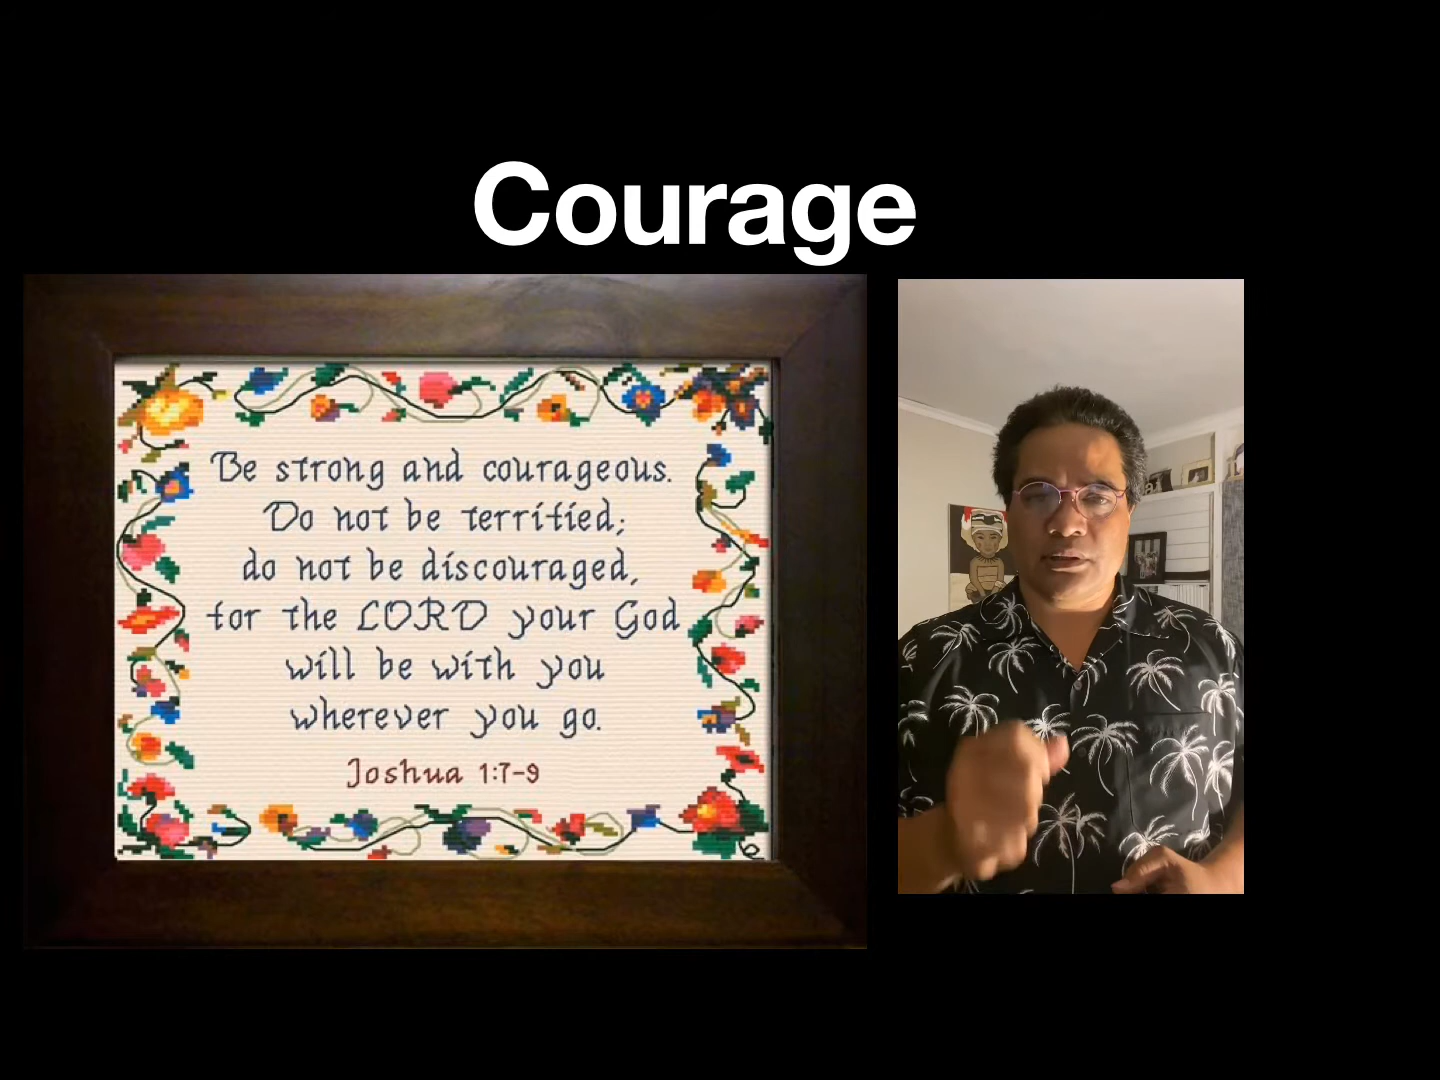 Courage
Be strong and courageous.
Do not be terrified;
do not be discouraged,
for the LORD your God
will be with you
wherever you go.
Joshua 1:7-9